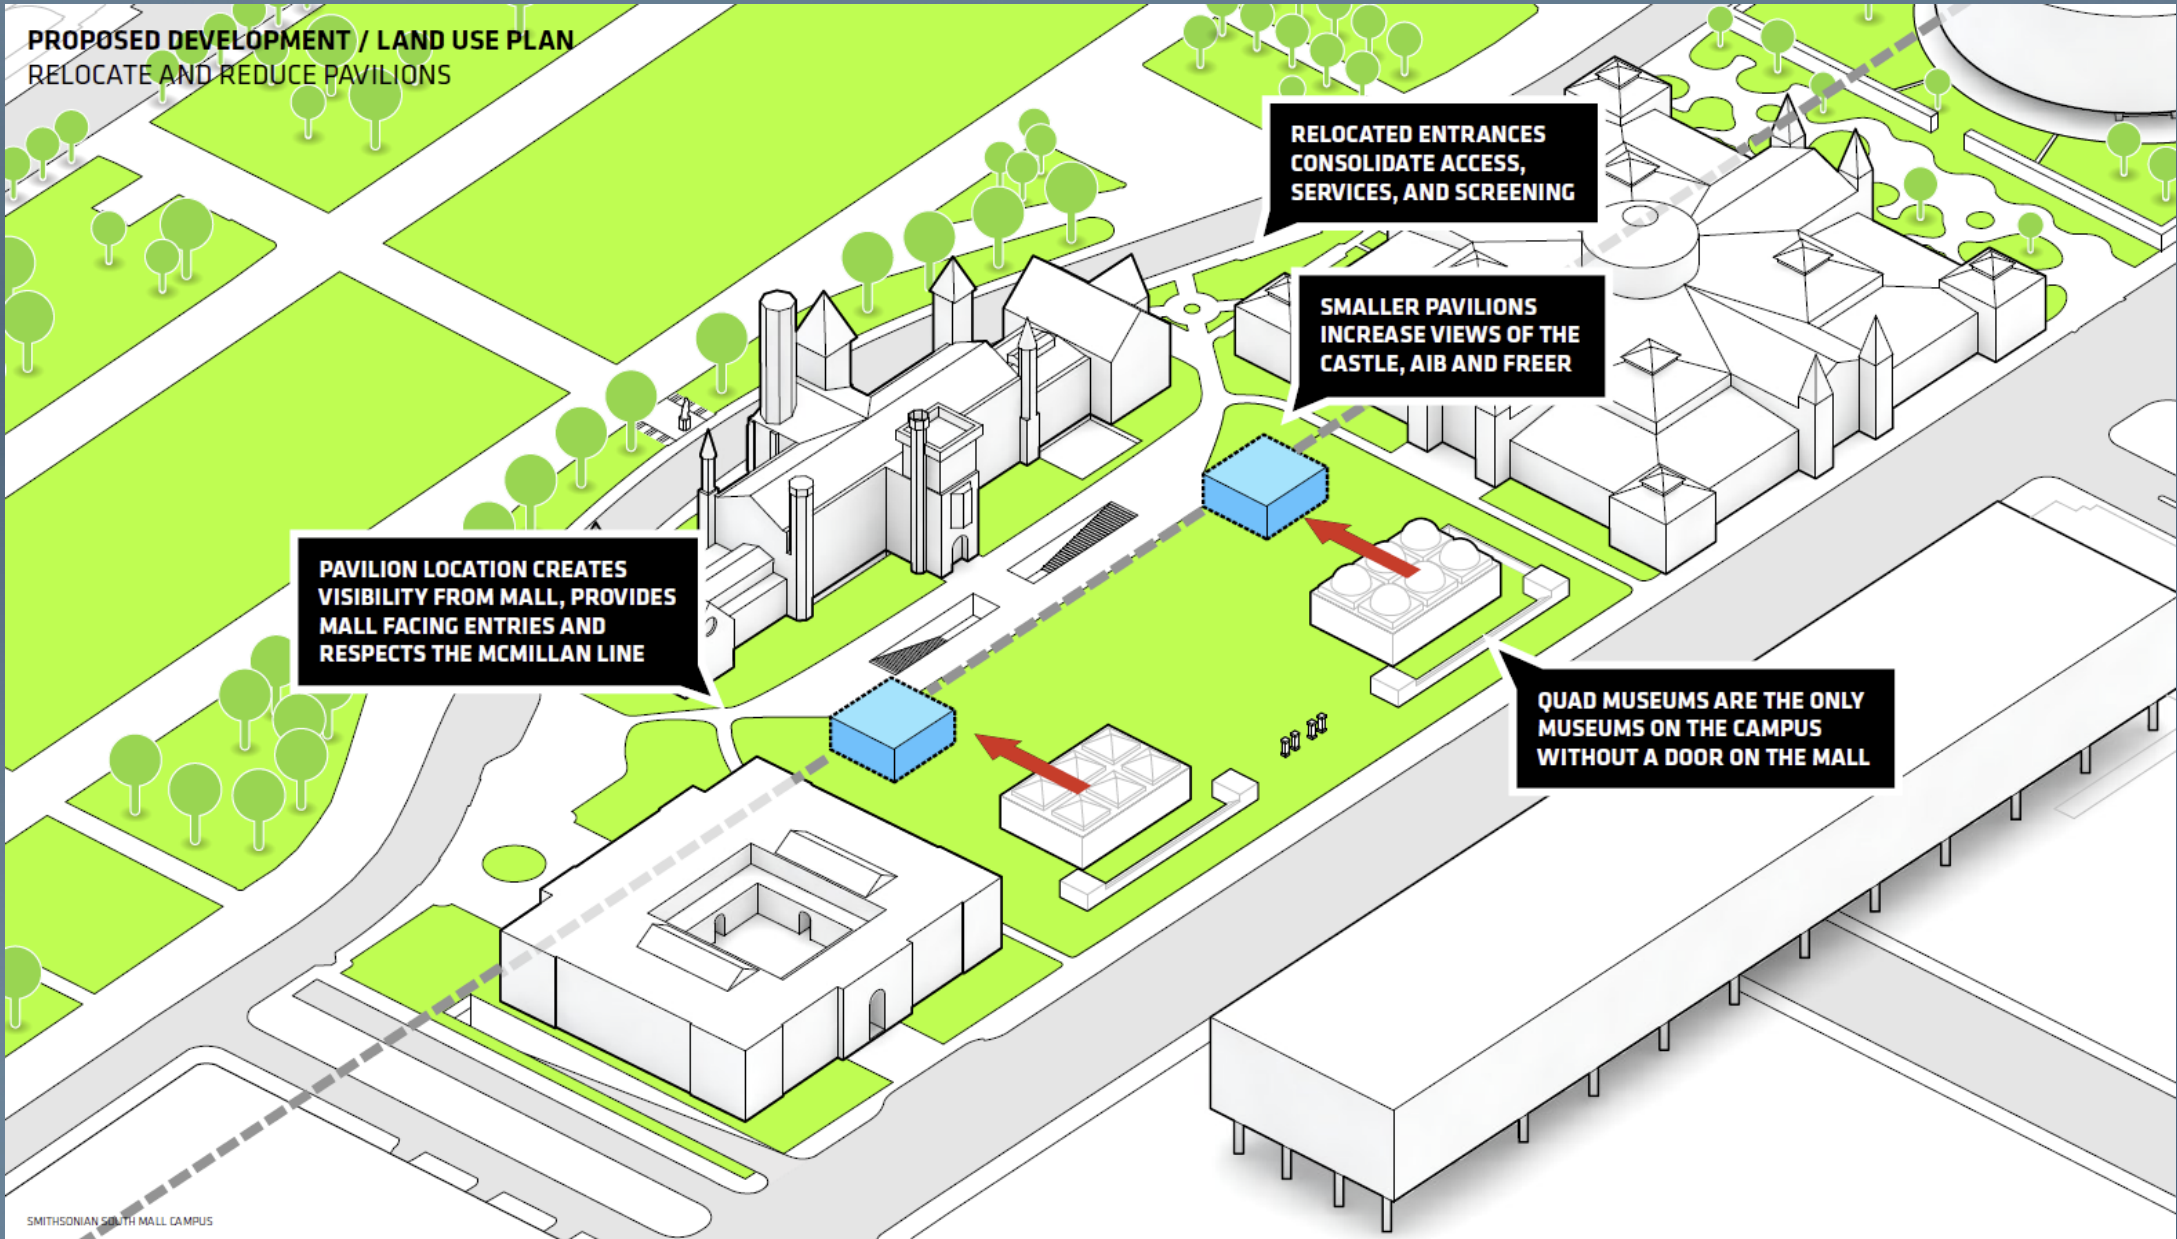 PROPOSED DEVELOPMENT / LAND USE PLAN
RELOCATE AND REDUCE PAVILIONS
RELOCATED ENTRANCES
CONSOLIDATE ACCESS,
SERVICES, AND SCREENING
SMALLER PAVILIONS
INCREASE VIEWS OF THE
CASTLE, AIB AND FREER
PAVILION LOCATION CREATES
VISIBILITY FROM MALL, PROVIDES
MALL FACING ENTRIES AND
RESPECTS THE MCMILLAN LINE
QUAD MUSEUMS ARE THE ONLY
MUSEUMS ON THE CAMPUS
WITHOUT A DOOR ON THE MALL
SMITHSONIAN SOUTH MALL CAMPUS